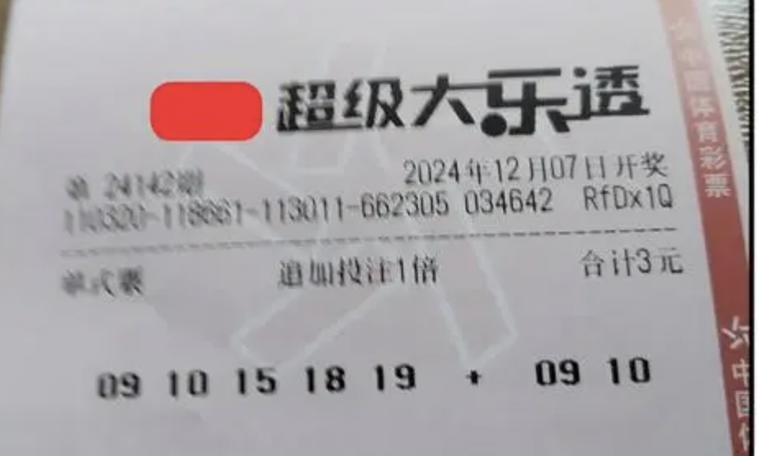 超级大乐透
第 24142期 2024年12月07日开奖
110320-118661-113011-662305 034642 RfDx1Q
单式票 追加投注1倍 合计3元
09 10 15 18 19 + 09 10
中国体育彩票
中国体